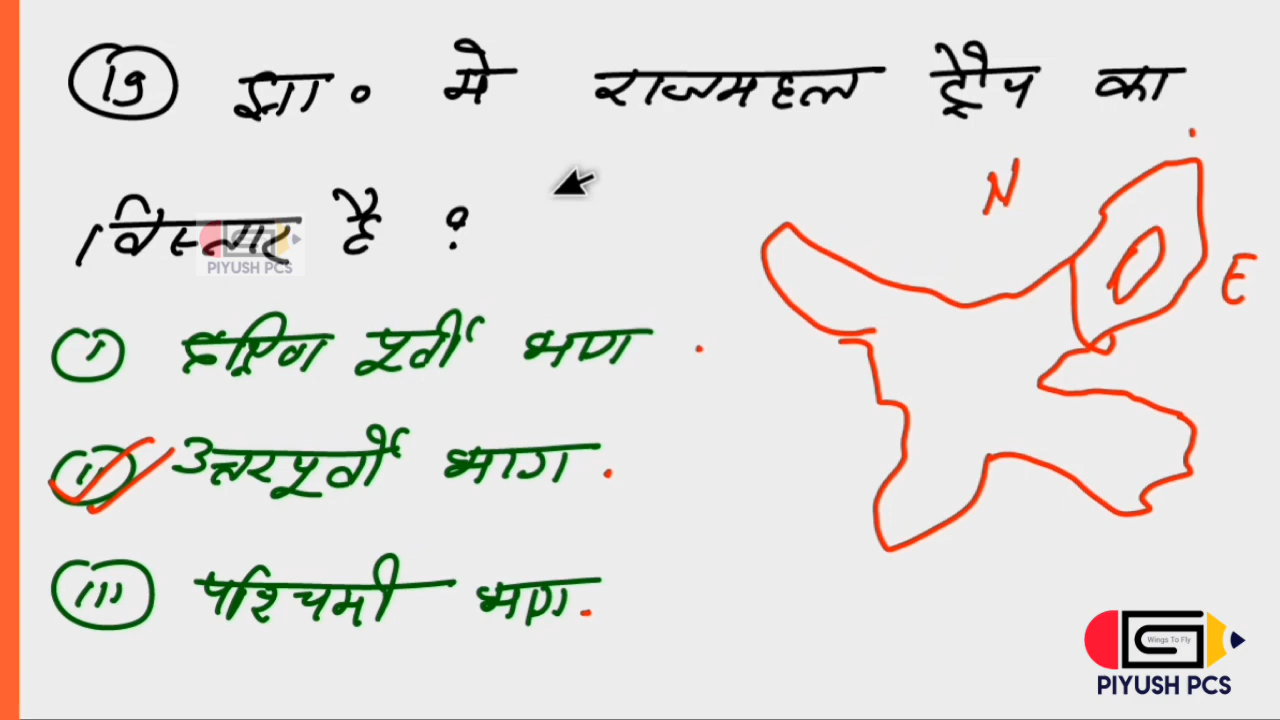 19 झा० में राजमहल ट्रैप का
विस्तार है ?
PIYUSH PCS
N
E
I दक्षिण पूर्वी भाग .
II उत्तरपूर्वी भाग .
III पश्चिमी भाग .
Wings To Fly
PIYUSH PCS